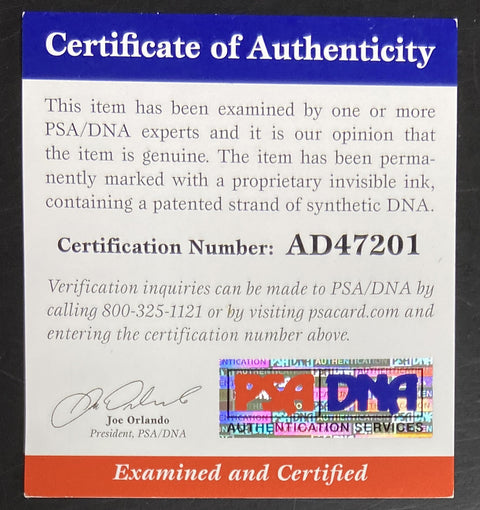 Certificate of Authenticity
This item has been examined by one or more
PSA/DNA experts and it is our opinion that
the item is genuine. The item has been perma-
nently marked with a proprietary invisible ink,
containing a patented strand of synthetic DNA.
Certification Number: AD47201
Verification inquiries can be made to PSA/DNA by
calling 800-325-1121 or by visiting psacard.com and
entering the certification number above.
Joe Orlando
President, PSA/DNA
PSA DNA
AUTHENTICATION SERVICES
Examined and Certified